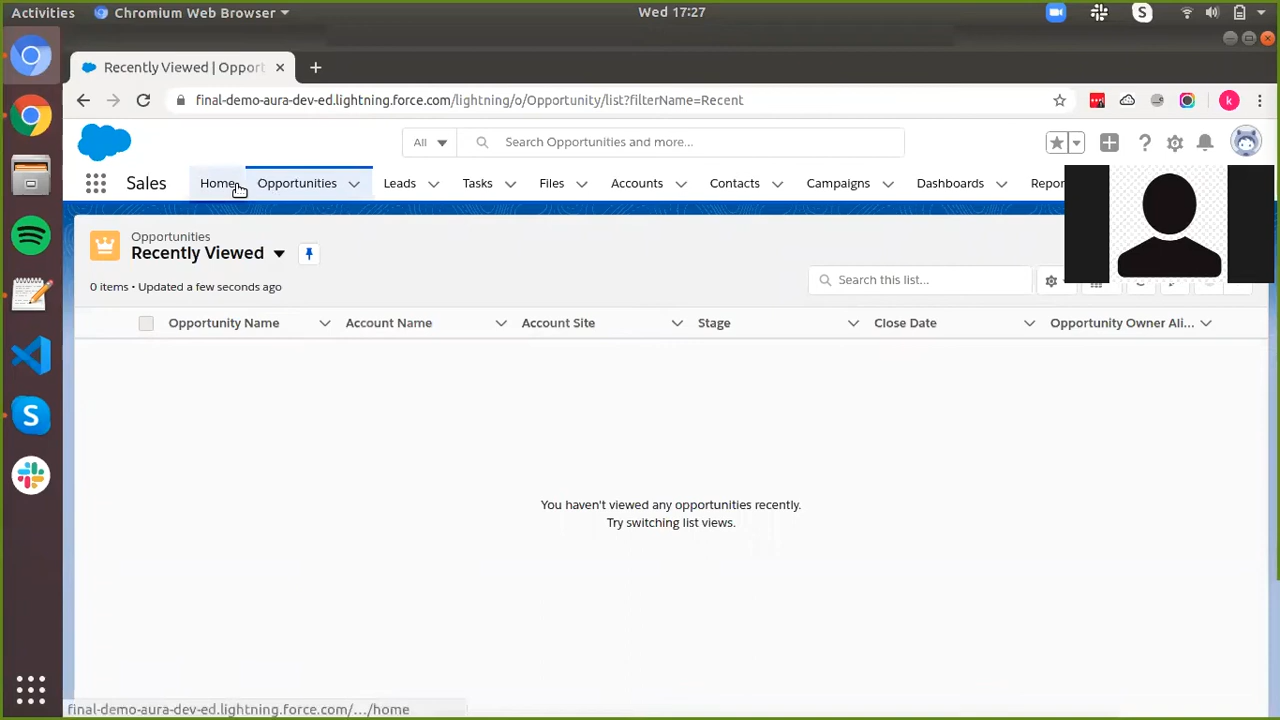 Activities Chromium Web Browser Wed 17:27
Recently Viewed | Opport
final-demo-aura-dev-ed.lightning.force.com/lightning/o/Opportunity/list?filterName=Recent k
All Search Opportunities and more...
Sales Home Opportunities Leads Tasks Files Accounts Contacts Campaigns Dashboards Repor
Opportunities
Recently Viewed
0 items • Updated a few seconds ago
Search this list...
Opportunity Name Account Name Account Site Stage Close Date Opportunity Owner Ali...
You haven't viewed any opportunities recently.
Try switching list views.
final-demo-aura-dev-ed.lightning.force.com/.../home